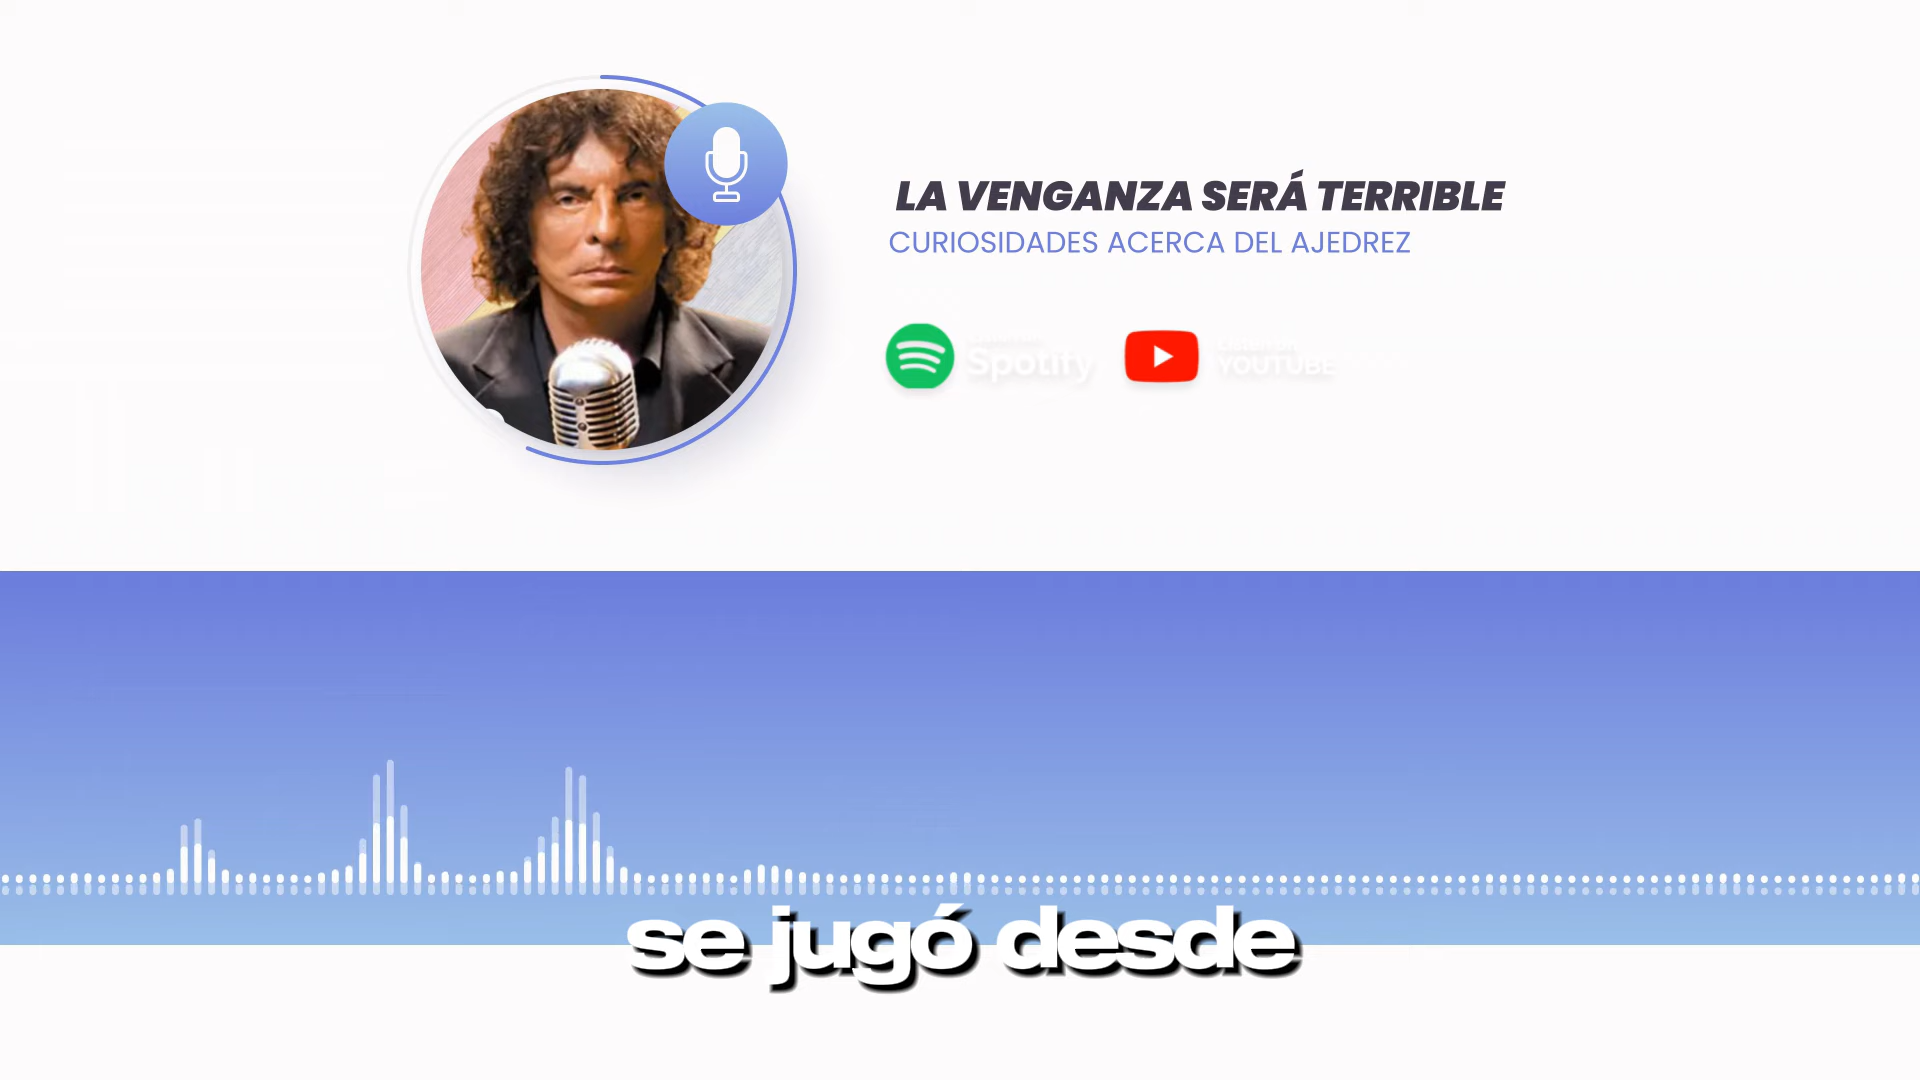 LA VENGANZA SERÁ TERRIBLE
CURIOSIDADES ACERCA DEL AJEDREZ
Spotify
YOUTUBE
se jugó desde